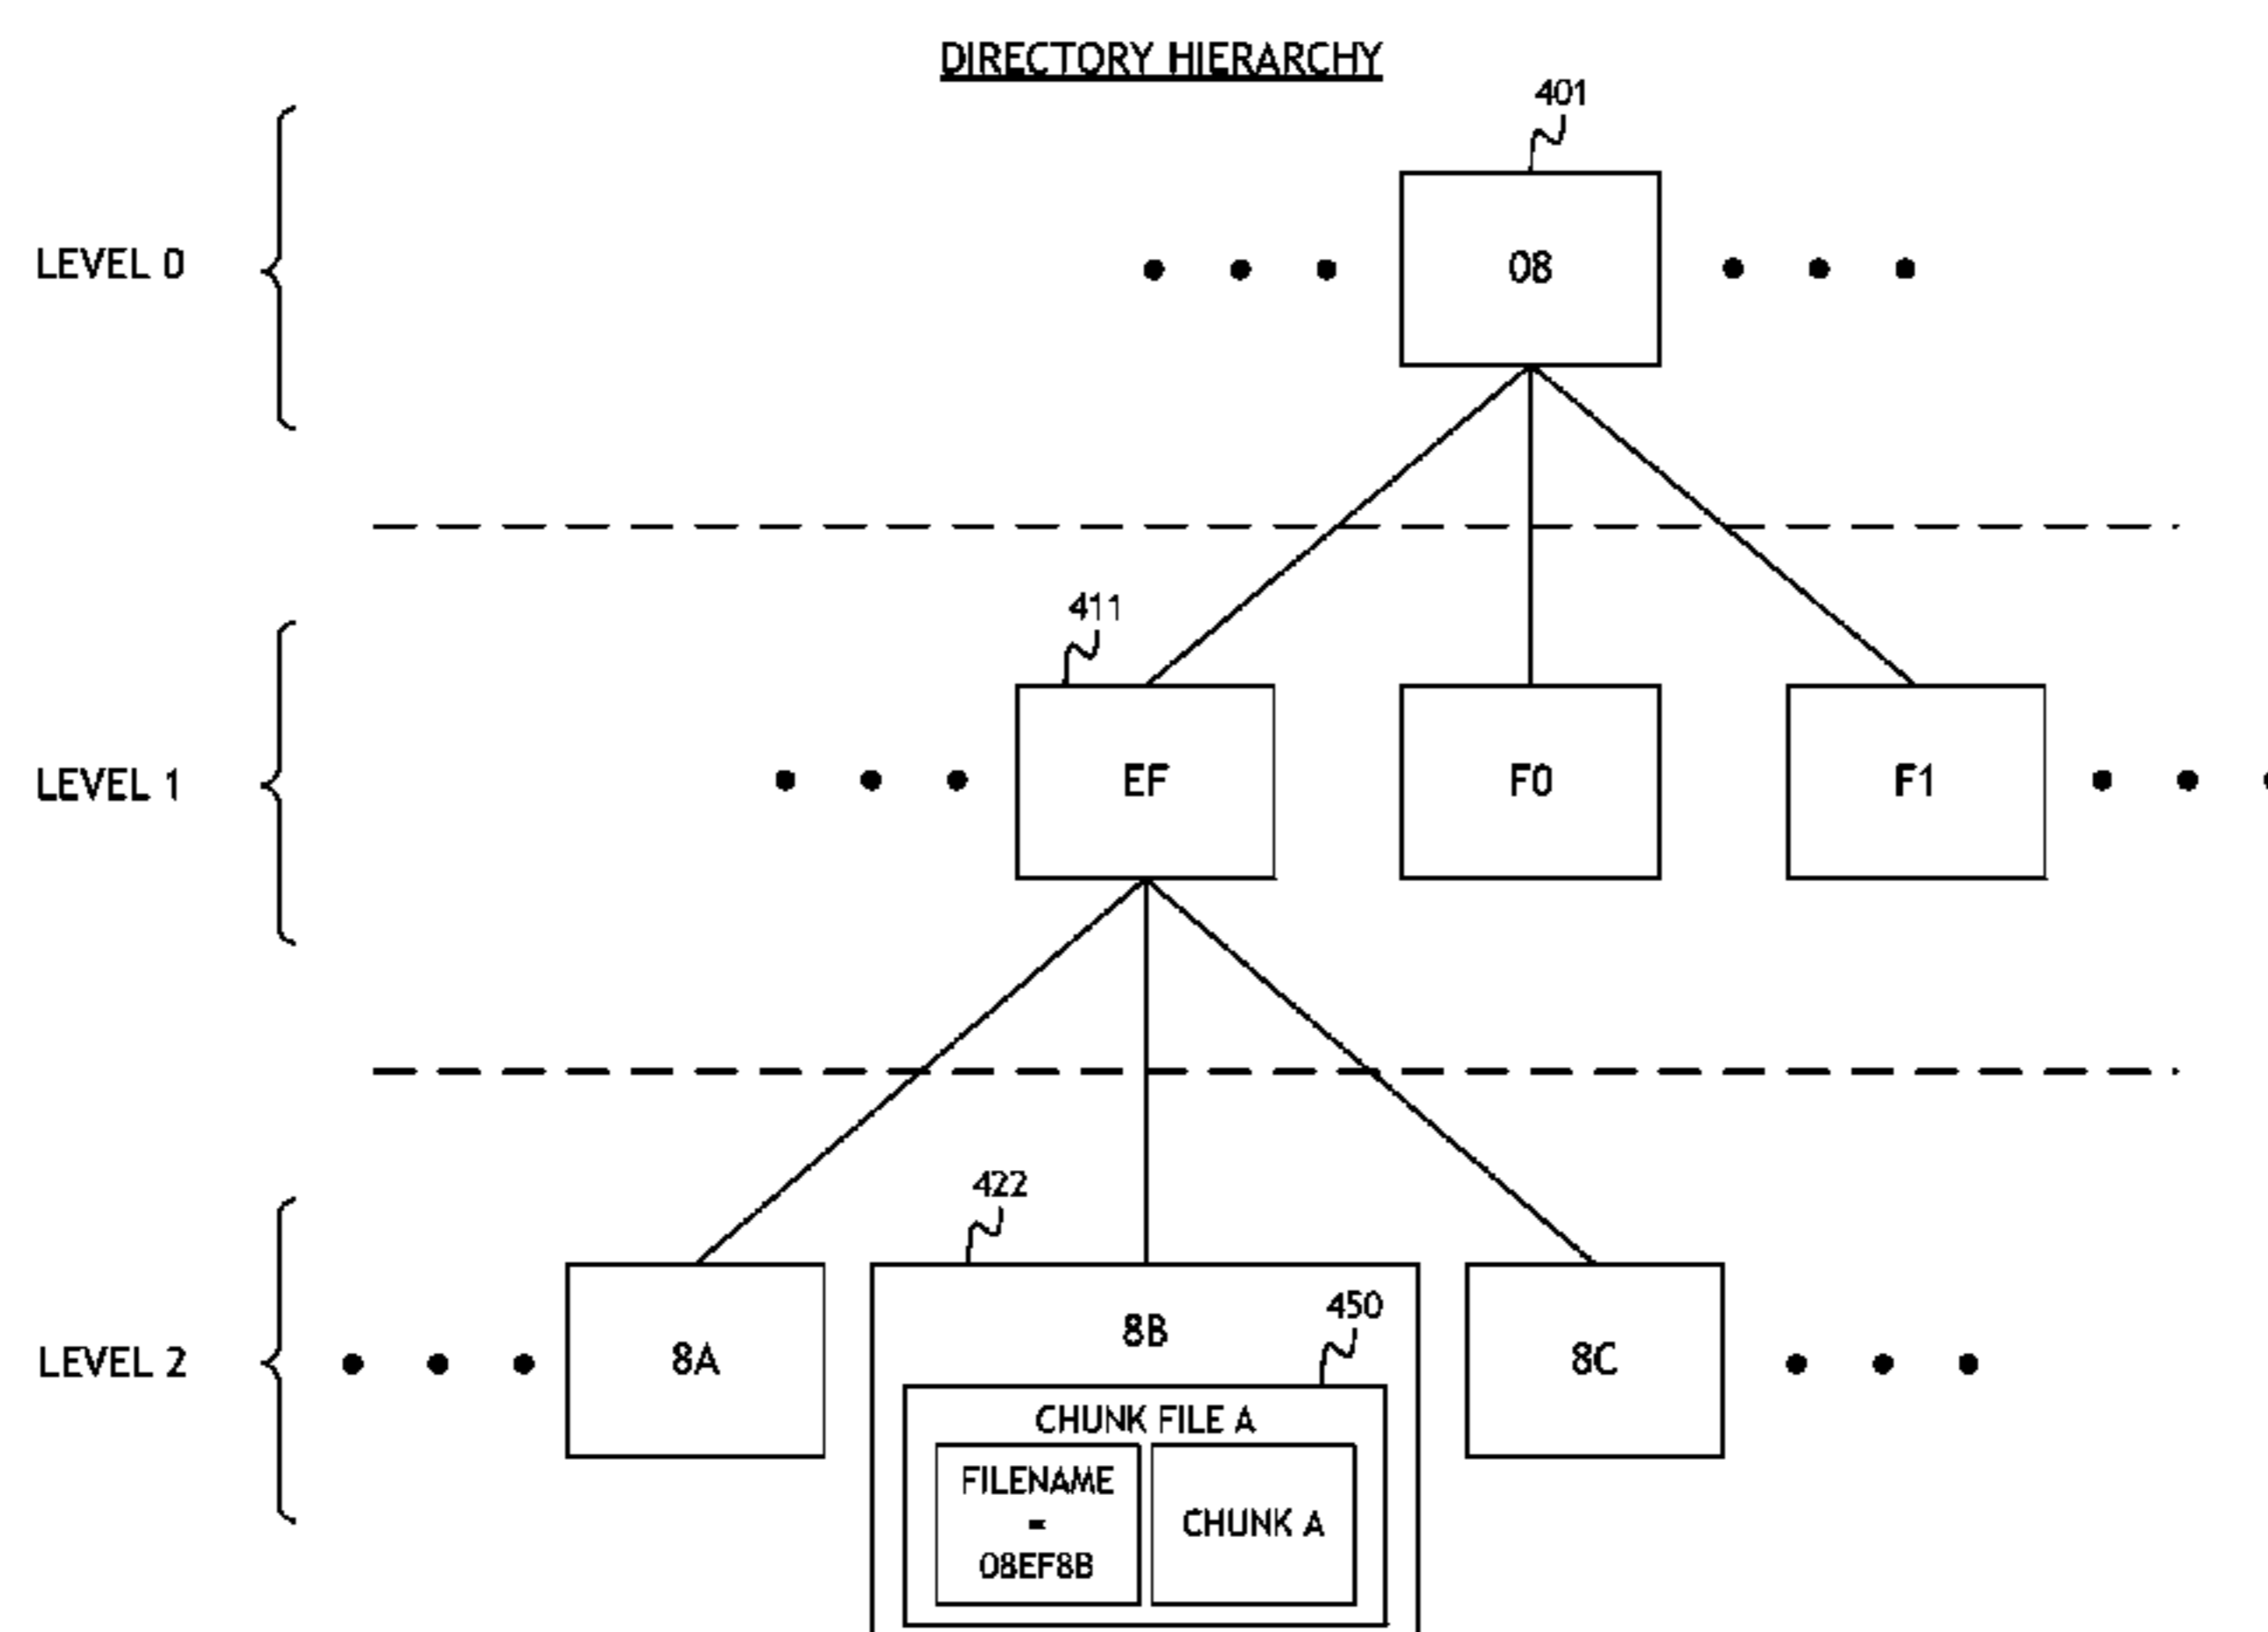 DIRECTORY HIERARCHY
401
LEVEL 0
08
411
LEVEL 1
EF
F0
F1
422
450
LEVEL 2
8A
8B
8C
CHUNK FILE A
FILENAME
=
08EF8B
CHUNK A